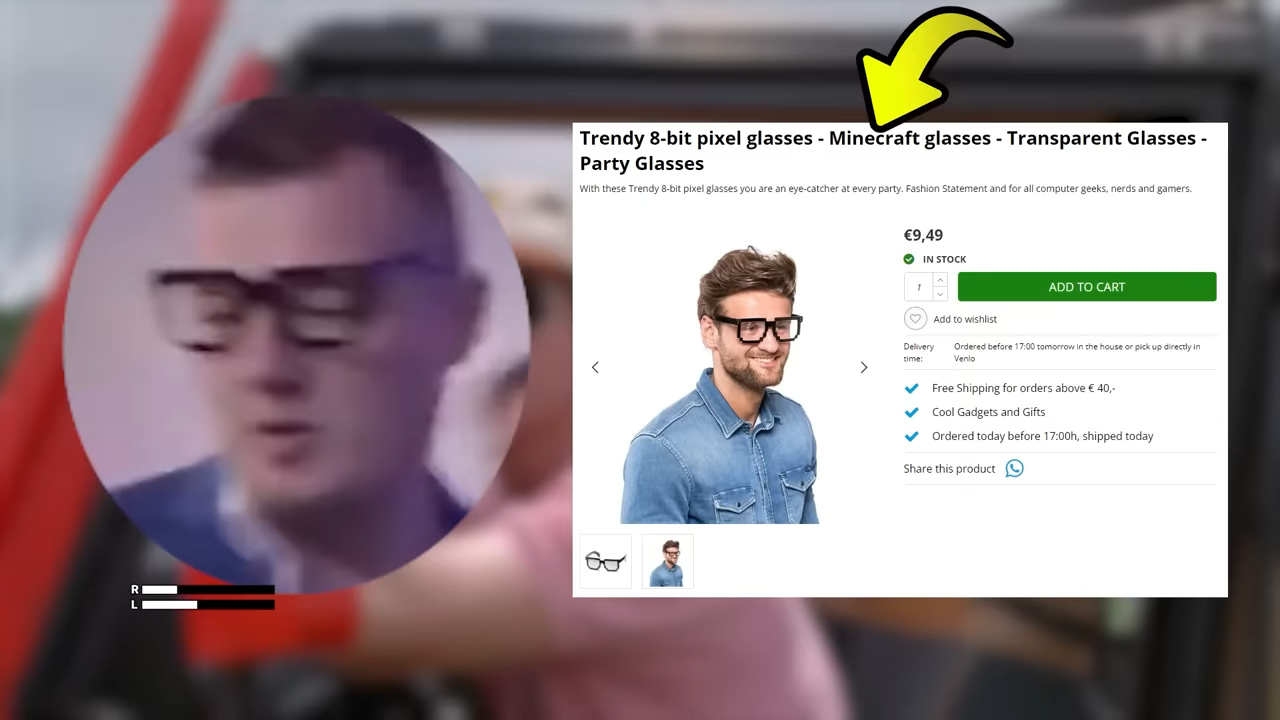 Trendy 8-bit pixel glasses - Minecraft glasses - Transparent Glasses -
Party Glasses
With these Trendy 8-bit pixel glasses you are an eye-catcher at every party. Fashion Statement and for all computer geeks, nerds and gamers.
€9,49
IN STOCK
1
ADD TO CART
Add to wishlist
Delivery time:
Ordered before 17:00 tomorrow in the house or pick up directly in
Venlo
Free Shipping for orders above € 40,-
Cool Gadgets and Gifts
Ordered today before 17:00h, shipped today
Share this product
R
L